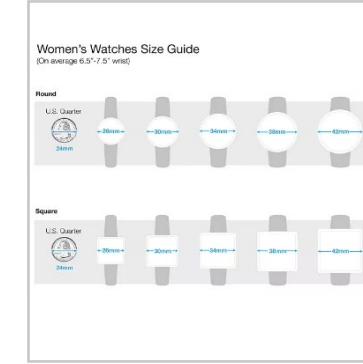 Women's Watches Size Guide
(On average 6.5"-7.5" wrist)
Round
U.S. Quarter
26mm 30mm 34mm 38mm 42mm
24mm
Square
U.S. Quarter
26mm 30mm 34mm 38mm 42mm
24mm